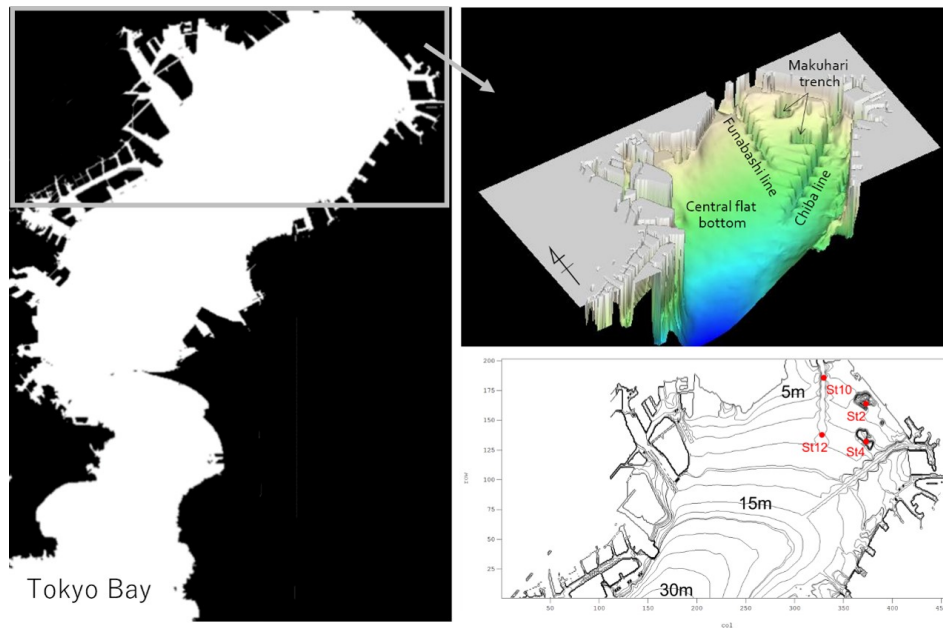 Tokyo Bay
Makuhari
trench
Funabashi line
Chiba line
Central flat
bottom
200
175
150
125
100
75
50
25
row
5m
St10
St2
St12
St4
15m
30m
50
100
150
200
250
300
350
400
col